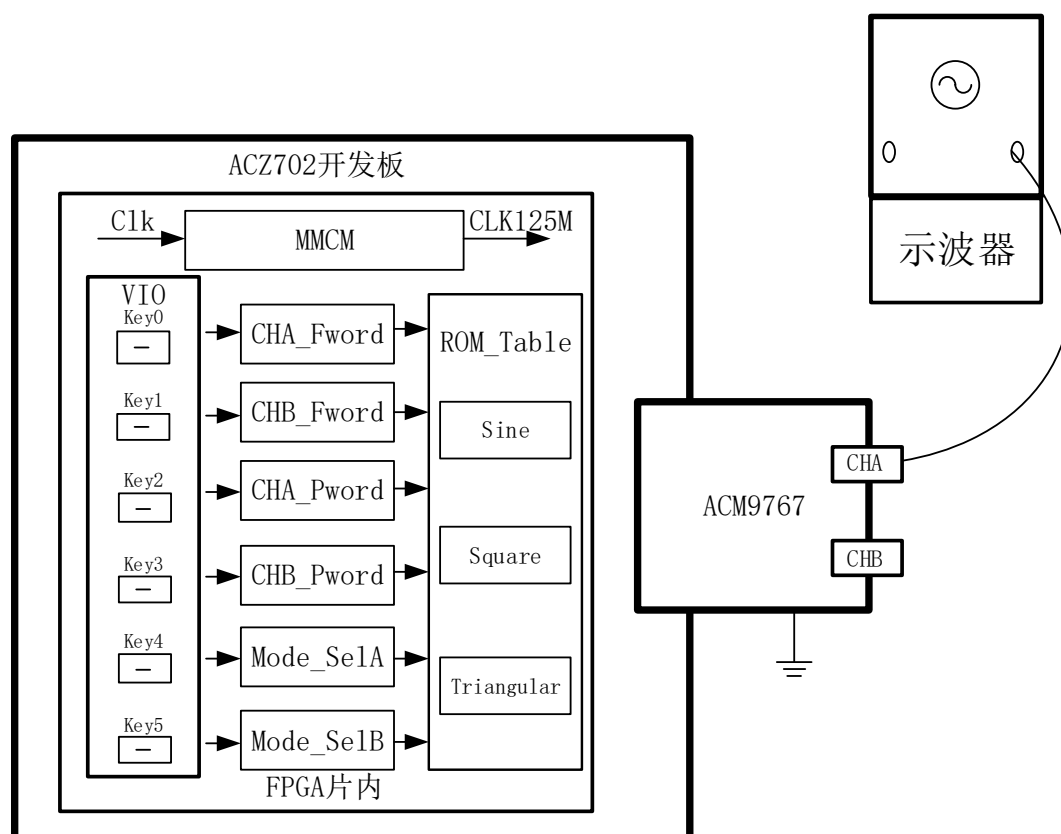 ACZ702开发板
Clk
MMCM
CLK125M
示波器
VIO
Key0
CHA_Fword
ROM_Table
Key1
CHB_Fword
Sine
Key2
CHA_Pword
CHA
ACM9767
Key3
CHB_Pword
Square
CHB
Key4
Mode_SelA
Triangular
Key5
Mode_SelB
FPGA片内